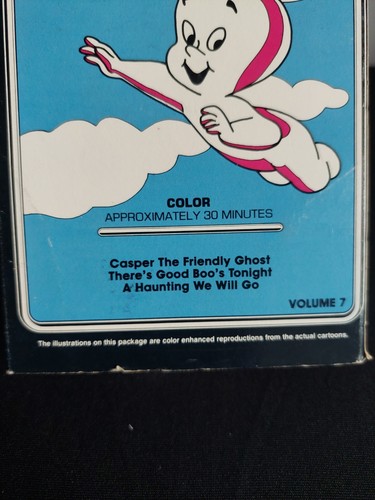 COLOR
APPROXIMATELY 30 MINUTES
Casper The Friendly Ghost
There's Good Boo's Tonight
A Haunting We Will Go
VOLUME 7
The illustrations on this package are color enhanced reproductions from the actual cartoons.